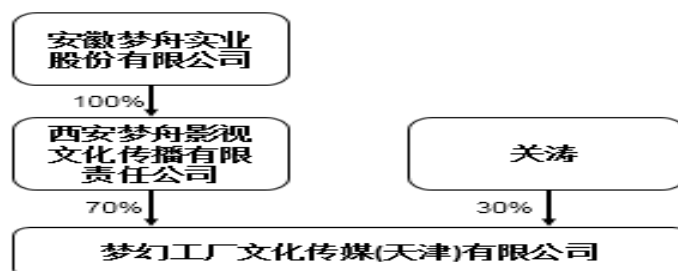 安徽梦舟实业
股份有限公司
100%
西安梦舟影视
文化传播有限
责任公司
关涛
70%
30%
梦幻工厂文化传媒(天津)有限公司